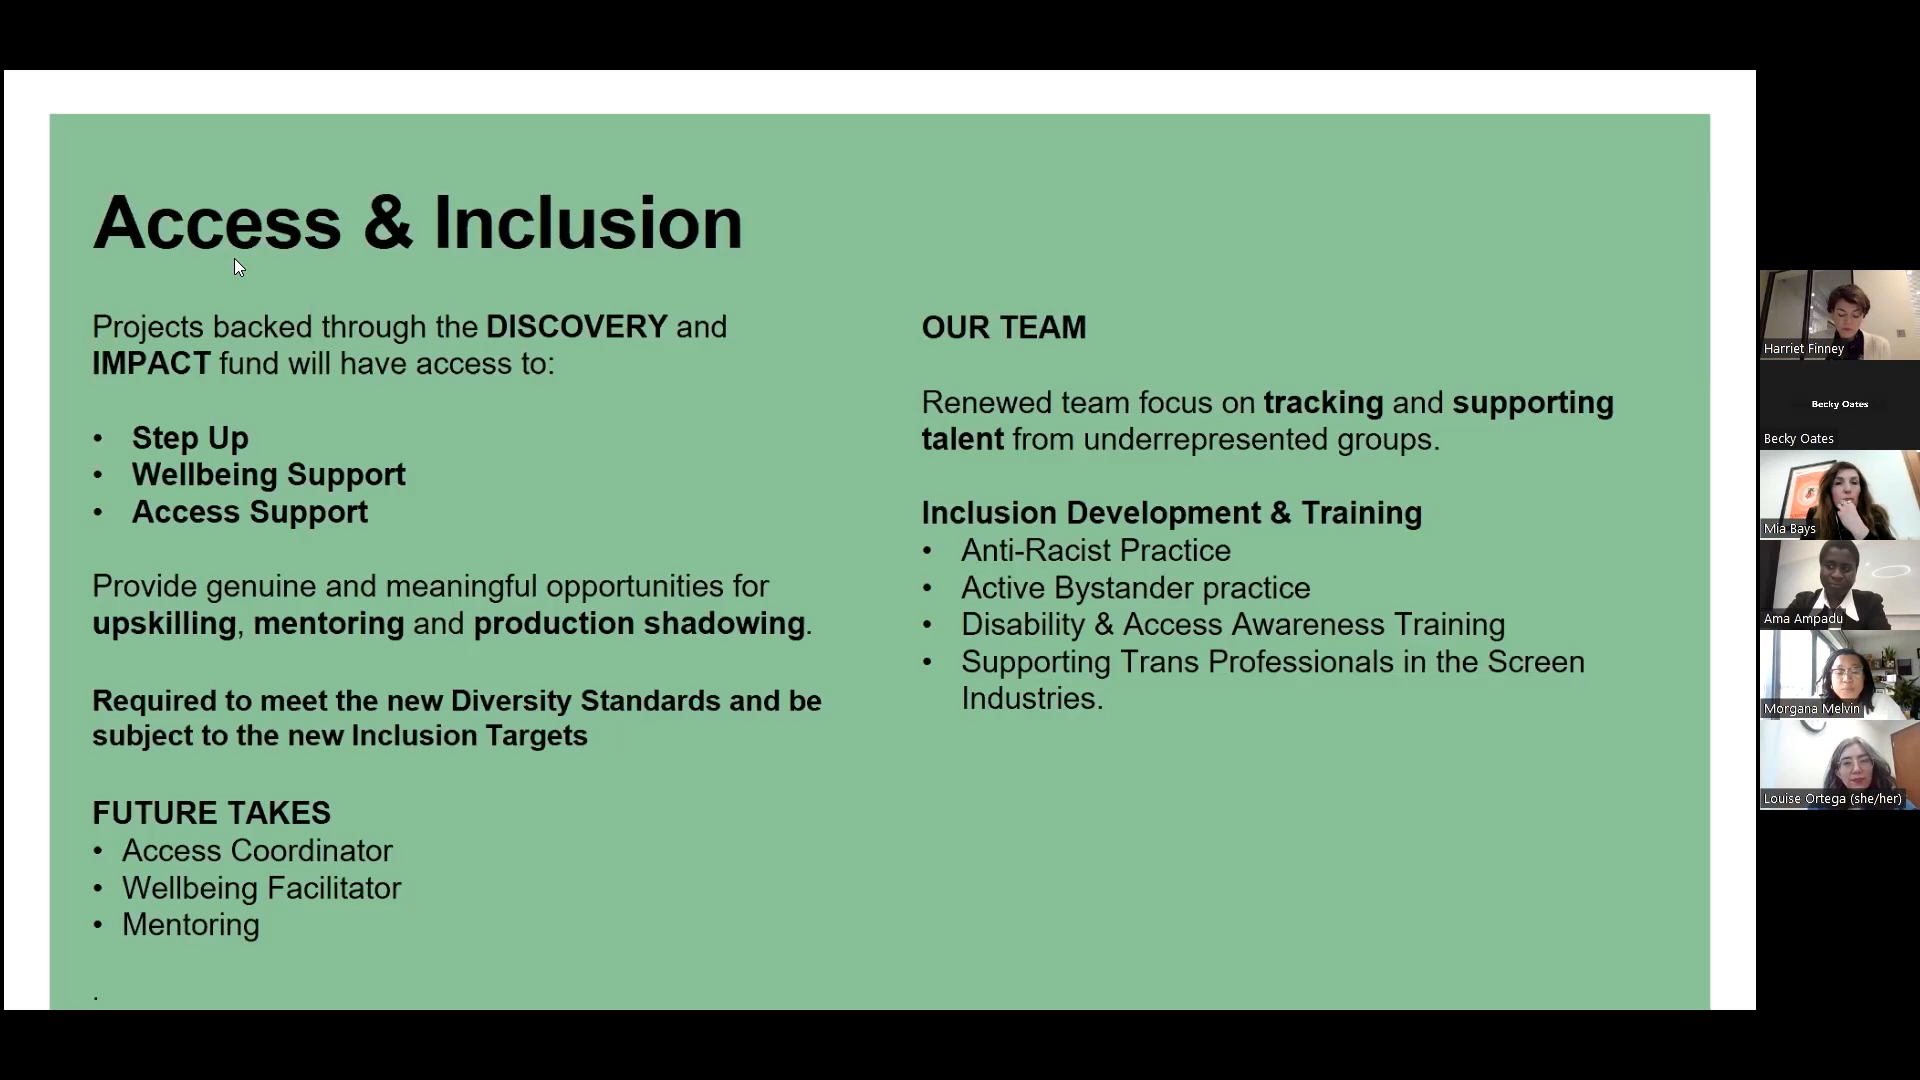 Access & Inclusion
Projects backed through the DISCOVERY and
IMPACT fund will have access to:
• Step Up
• Wellbeing Support
• Access Support
Provide genuine and meaningful opportunities for
upskilling, mentoring and production shadowing.
Required to meet the new Diversity Standards and be
subject to the new Inclusion Targets
FUTURE TAKES
• Access Coordinator
• Wellbeing Facilitator
• Mentoring
.
OUR TEAM
Renewed team focus on tracking and supporting
talent from underrepresented groups.
Inclusion Development & Training
• Anti-Racist Practice
• Active Bystander practice
• Disability & Access Awareness Training
• Supporting Trans Professionals in the Screen
Industries.
Harriet Finney
Becky Oates
Becky Oates
Mia Bays
Ama Ampadu
Morgana Melvin
Louise Ortega (she/her)